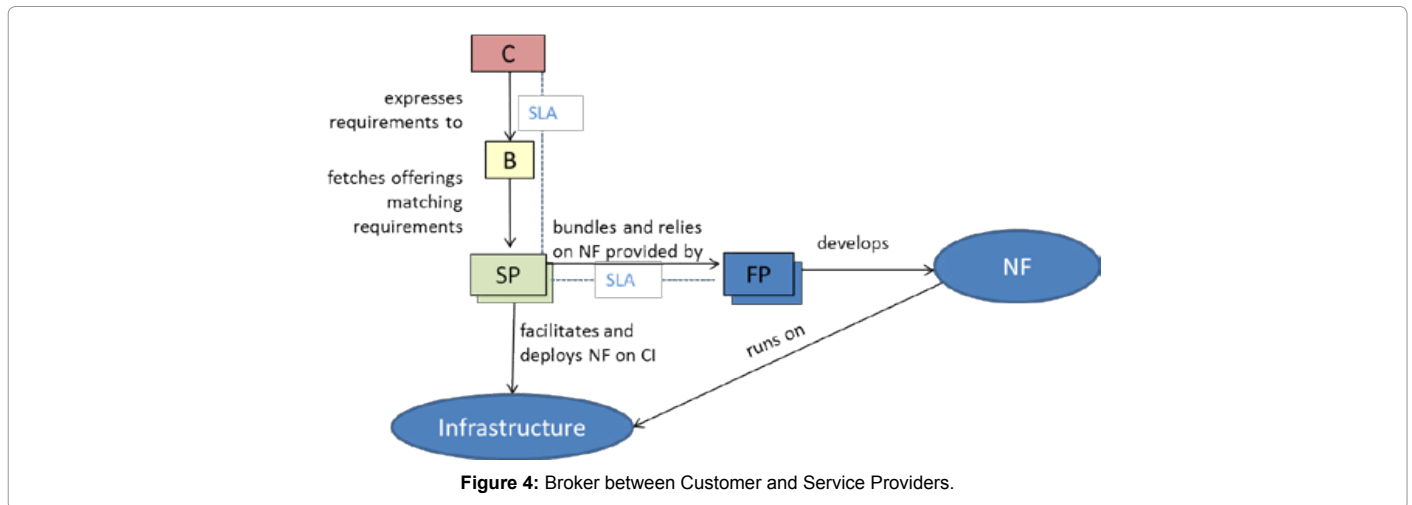 C
expresses
requirements to
SLA
B
fetches offerings
matching
requirements
bundles and relies
on NF provided by
develops
SP
SLA
FP
NF
facilitates and
deploys NF on CI
runs on
Infrastructure
Figure 4: Broker between Customer and Service Providers.